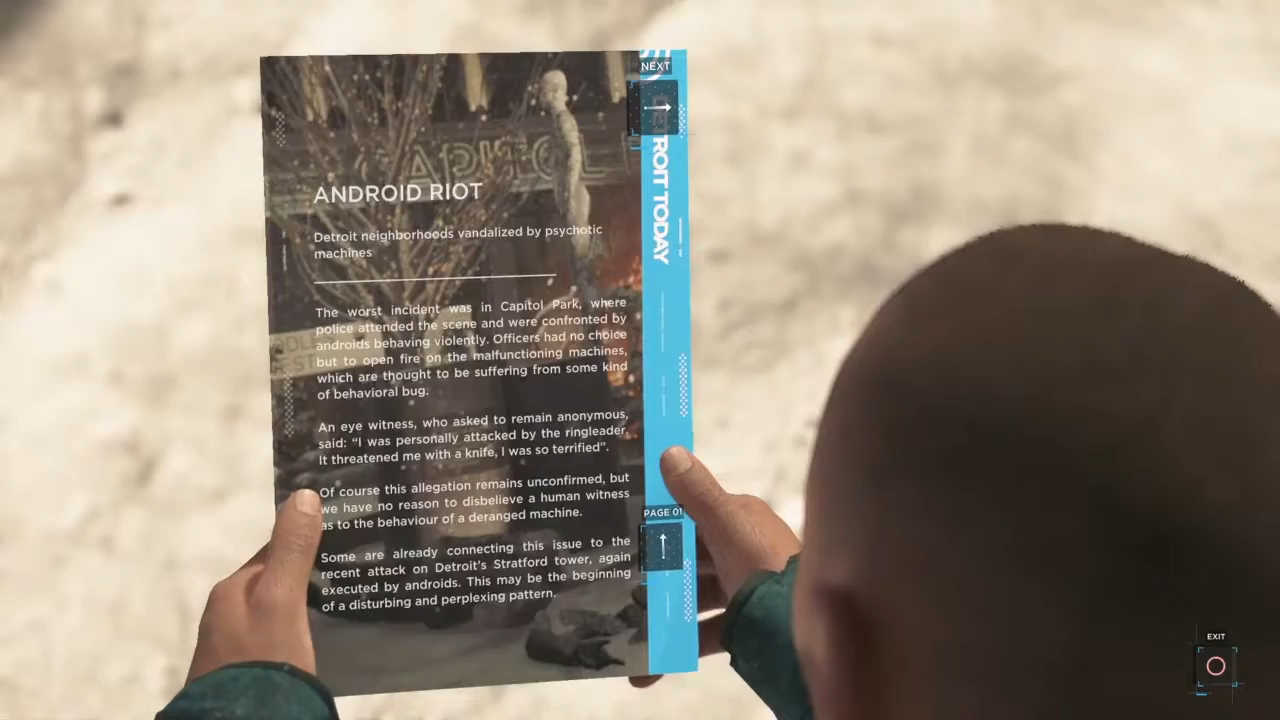 NEXT
DETROIT TODAY
CAPITOL
ANDROID RIOT
Detroit neighborhoods vandalized by psychotic
machines
The worst incident was in Capitol Park, where
police attended the scene and were confronted by
androids behaving violently. Officers had no choice
but to open fire on the malfunctioning machines,
which are thought to be suffering from some kind
of behavioral bug.
An eye witness, who asked to remain anonymous,
said: “I was personally attacked by the ringleader.
It threatened me with a knife, I was so terrified”.
Of course this allegation remains unconfirmed, but
we have no reason to disbelieve a human witness
as to the behaviour of a deranged machine.
Some are already connecting this issue to the
recent attack on Detroit's Stratford tower, again
executed by androids. This may be the beginning
of a disturbing and perplexing pattern.
PAGE 01
EXIT